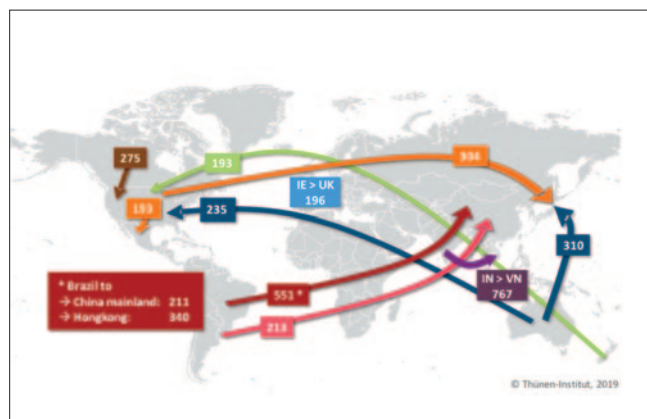 275
193
936
IE > UK
196
193
235
310
IN > VN
767
* Brazil to
→ China mainland: 211
→ Hongkong: 340
551 *
213
© Thünen-Institut, 2019